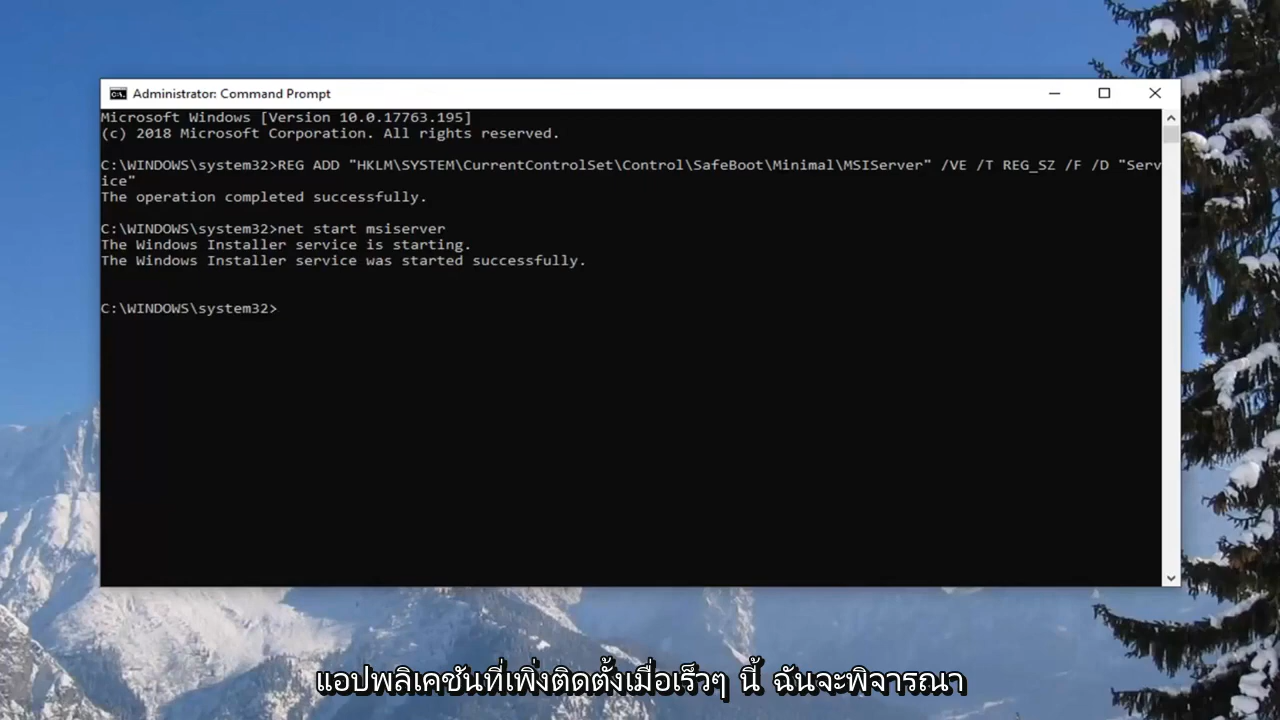 Administrator: Command Prompt
Microsoft Windows [Version 10.0.17763.195]
(c) 2018 Microsoft Corporation. All rights reserved.
C:\WINDOWS\system32>REG ADD "HKLM\SYSTEM\CurrentControlSet\Control\SafeBoot\Minimal\MSIServer" /VE /T REG_SZ /F /D "Serv
ice"
The operation completed successfully.
C:\WINDOWS\system32>net start msiserver
The Windows Installer service is starting.
The Windows Installer service was started successfully.
C:\WINDOWS\system32>
แอปพลิเคชันที่เพิ่งติดตั้งเมื่อเร็วๆ นี้ ฉันจะพิจารณา